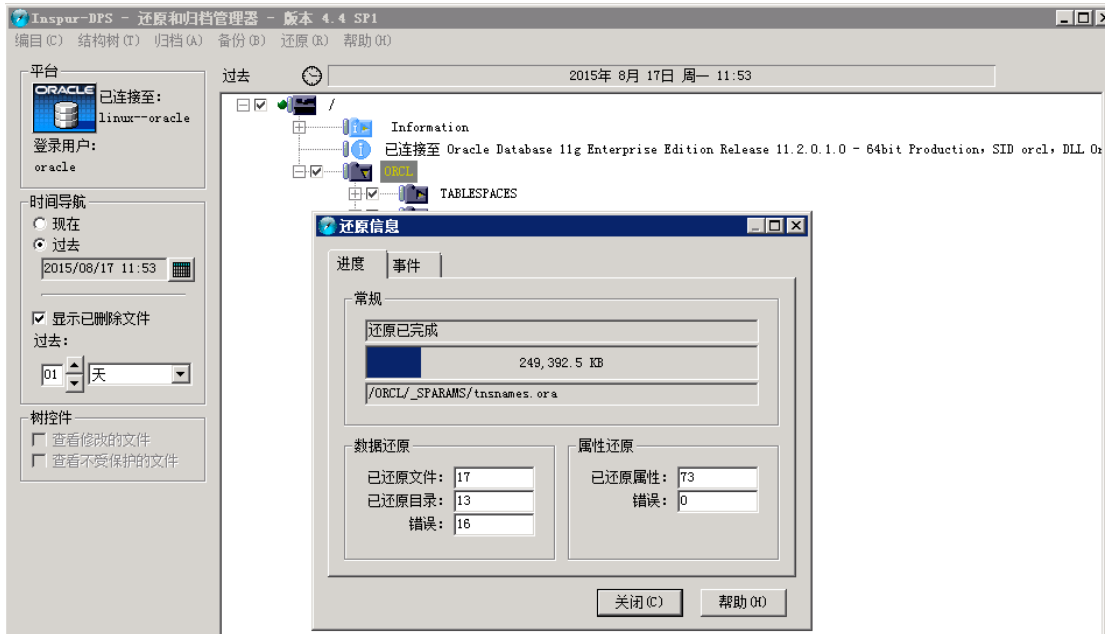 Inspur-DPS - 还原和归档管理器 - 版本 4.4 SP1
编目(C) 结构树(T) 归档(A) 备份(B) 还原(R) 帮助(H)
平台
ORACLE
已连接至:
linux--oracle
登录用户:
oracle
时间导航
现在
过去
2015/08/17 11:53
显示已删除文件
过去:
01 天
树控件
查看修改的文件
查看不受保护的文件
过去 2015年 8月 17日 周一 11:53
/
Information
已连接至 Oracle Database 11g Enterprise Edition Release 11.2.0.1.0 - 64bit Production, SID orcl, DLL
ORCL
TABLESPACES
还原信息
进度 事件
常规
还原已完成
249,392.5 KB
/ORCL/_SPARAMS/tnsnames.ora
数据还原
已还原文件: 17
已还原目录: 13
错误: 16
属性还原
已还原属性: 73
错误: 0
关闭(C) 帮助(H)